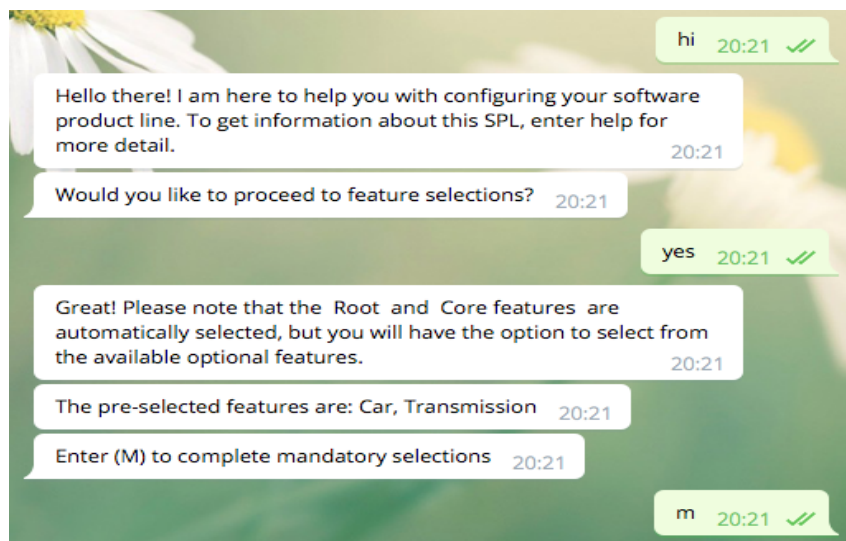 hi 20:21
Hello there! I am here to help you with configuring your software
product line. To get information about this SPL, enter help for
more detail. 20:21
Would you like to proceed to feature selections? 20:21
yes 20:21
Great! Please note that the Root and Core features are
automatically selected, but you will have the option to select from
the available optional features. 20:21
The pre-selected features are: Car, Transmission 20:21
Enter (M) to complete mandatory selections 20:21
m 20:21